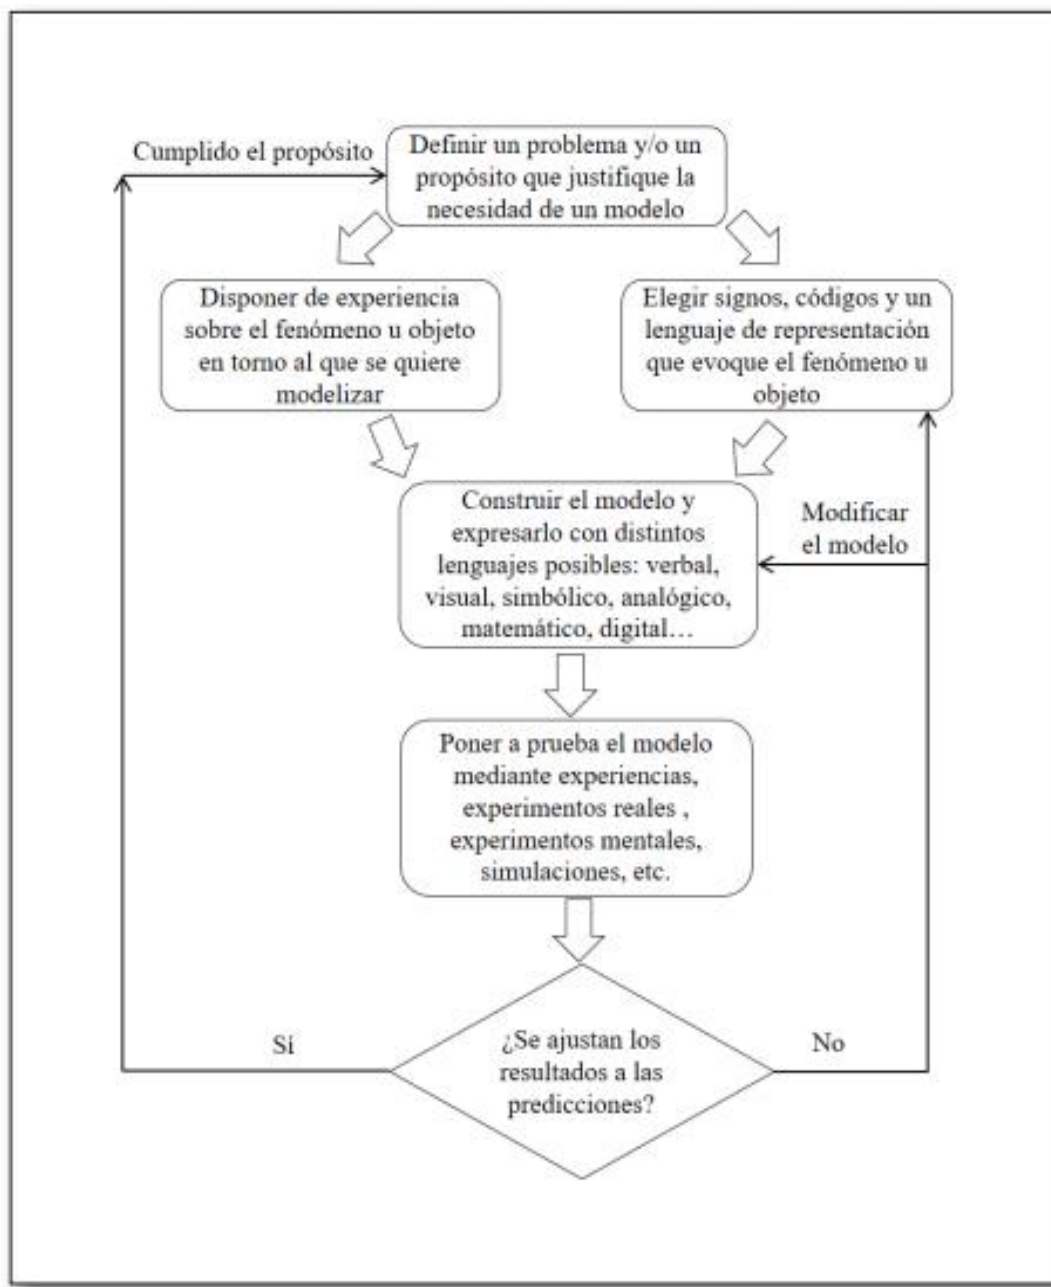 Cumplido el propósito
Definir un problema y/o un
propósito que justifique la
necesidad de un modelo
Disponer de experiencia
sobre el fenómeno u objeto
en torno al que se quiere
modelizar
Elegir signos, códigos y un
lenguaje de representación
que evoque el fenómeno u
objeto
Construir el modelo y
expresarlo con distintos
lenguajes posibles: verbal,
visual, simbólico, analógico,
matemático, digital…
Modificar
el modelo
Poner a prueba el modelo
mediante experiencias,
experimentos reales ,
experimentos mentales,
simulaciones, etc.
¿Se ajustan los
resultados a las
predicciones?
Sí
No